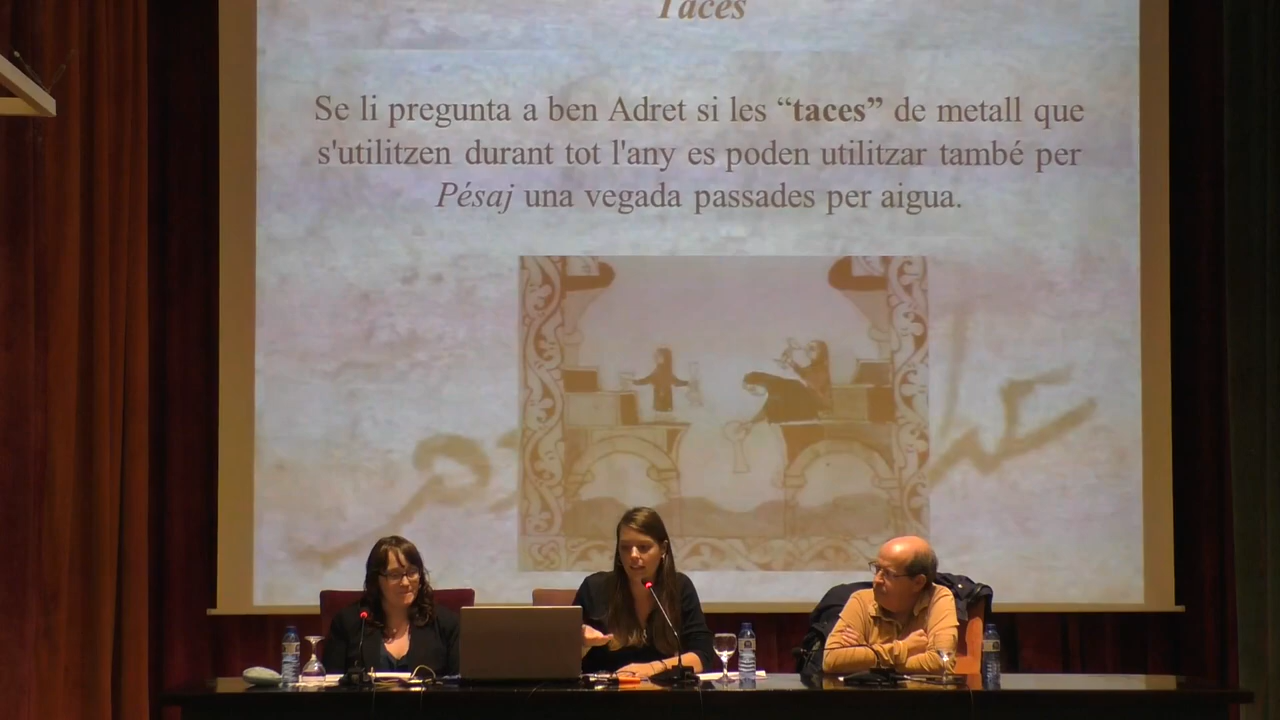 Taces
Se li pregunta a ben Adret si les “taces” de metall que
s'utilitzen durant tot l'any es poden utilitzar també per
Pésaj una vegada passades per aigua.